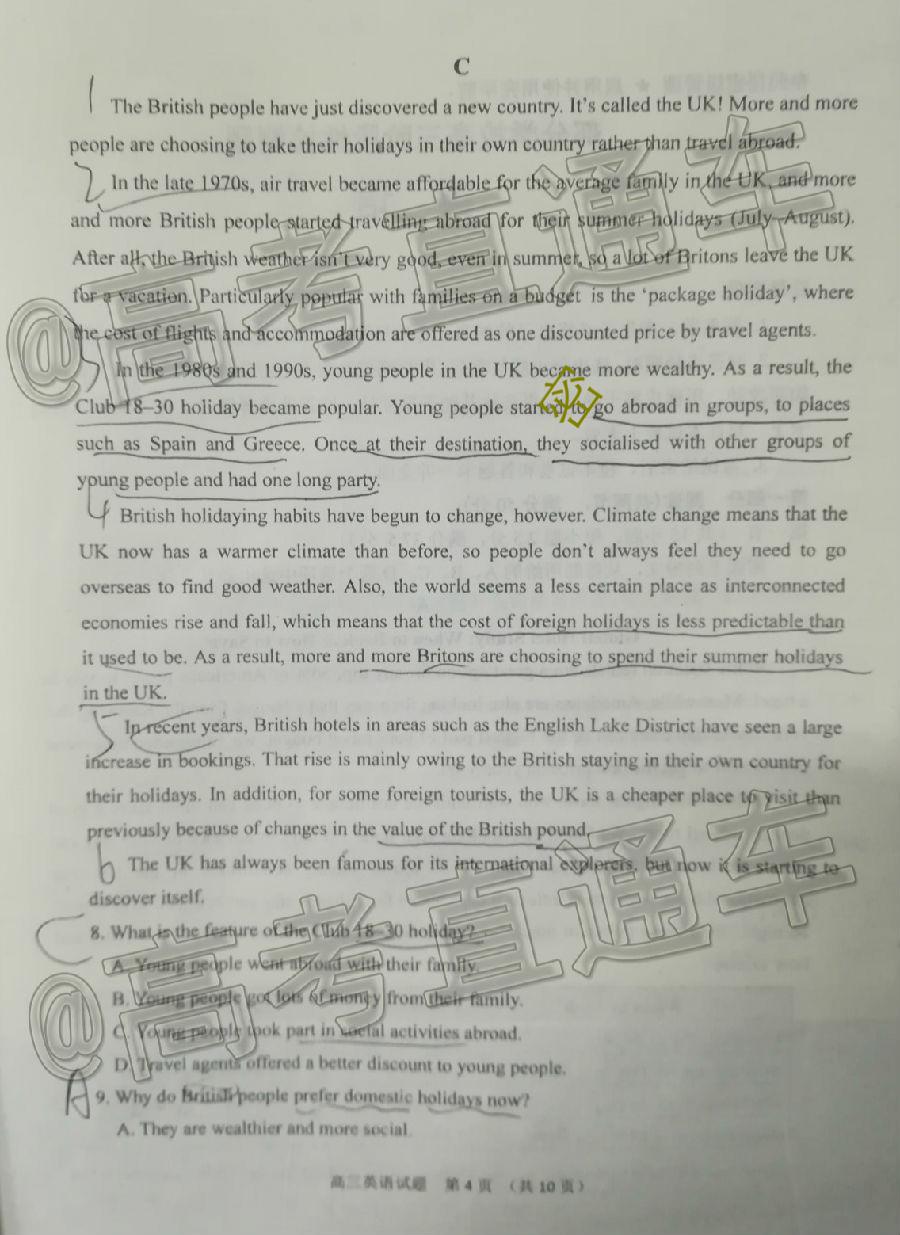 C
The British people have just discovered a new country. It's called the UK! More and more
people are choosing to take their holidays in their own country rather than travel abroad.
In the late 1970s, air travel became affordable for the average family in the UK, and more
and more British people started travelling abroad for their summer holidays (July–August).
After all, the British weather isn't very good, even in summer, so a lot of Britons leave the UK
for a vacation. Particularly popular with families on a budget is the 'package holiday', where
the cost of flights and accommodation are offered as one discounted price by travel agents.
In the 1980s and 1990s, young people in the UK became more wealthy. As a result, the
Club 18–30 holiday became popular. Young people started to go abroad in groups, to places
such as Spain and Greece. Once at their destination, they socialised with other groups of
young people and had one long party.
British holidaying habits have begun to change, however. Climate change means that the
UK now has a warmer climate than before, so people don't always feel they need to go
overseas to find good weather. Also, the world seems a less certain place as interconnected
economies rise and fall, which means that the cost of foreign holidays is less predictable than
it used to be. As a result, more and more Britons are choosing to spend their summer holidays
in the UK.
In recent years, British hotels in areas such as the English Lake District have seen a large
increase in bookings. That rise is mainly owing to the British staying in their own country for
their holidays. In addition, for some foreign tourists, the UK is a cheaper place to visit than
previously because of changes in the value of the British pound.
The UK has always been famous for its international explorers, but now it is starting to
discover itself.
C 8. What is the feature of the Club 18–30 holiday?
A. Young people went abroad with their family.
B. Young people got lots of money from their family.
C. Young people took part in social activities abroad.
D. Travel agents offered a better discount to young people.
A 9. Why do British people prefer domestic holidays now?
A. They are wealthier and more social.
高三英语试题 第 4 页 (共 10 页)
@高考直通车
@高考直通车
1
2
3
4
5
6